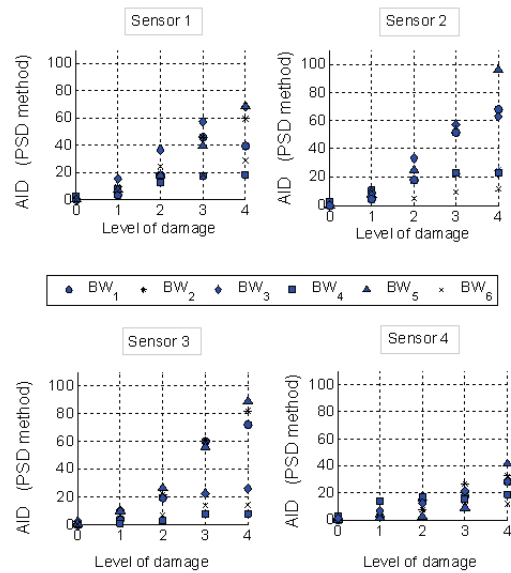 Sensor 1
AID (PSD method)
100
80
60
40
20
0
0 1 2 3 4
Level of damage
Sensor 2
AID (PSD method)
100
80
60
40
20
0
0 1 2 3 4
Level of damage
BW1 BW2 BW3 BW4 BW5 BW6
Sensor 3
AID (PSD method)
100
80
60
40
20
0
0 1 2 3 4
Level of damage
Sensor 4
AID (PSD method)
100
80
60
40
20
0
0 1 2 3 4
Level of damage